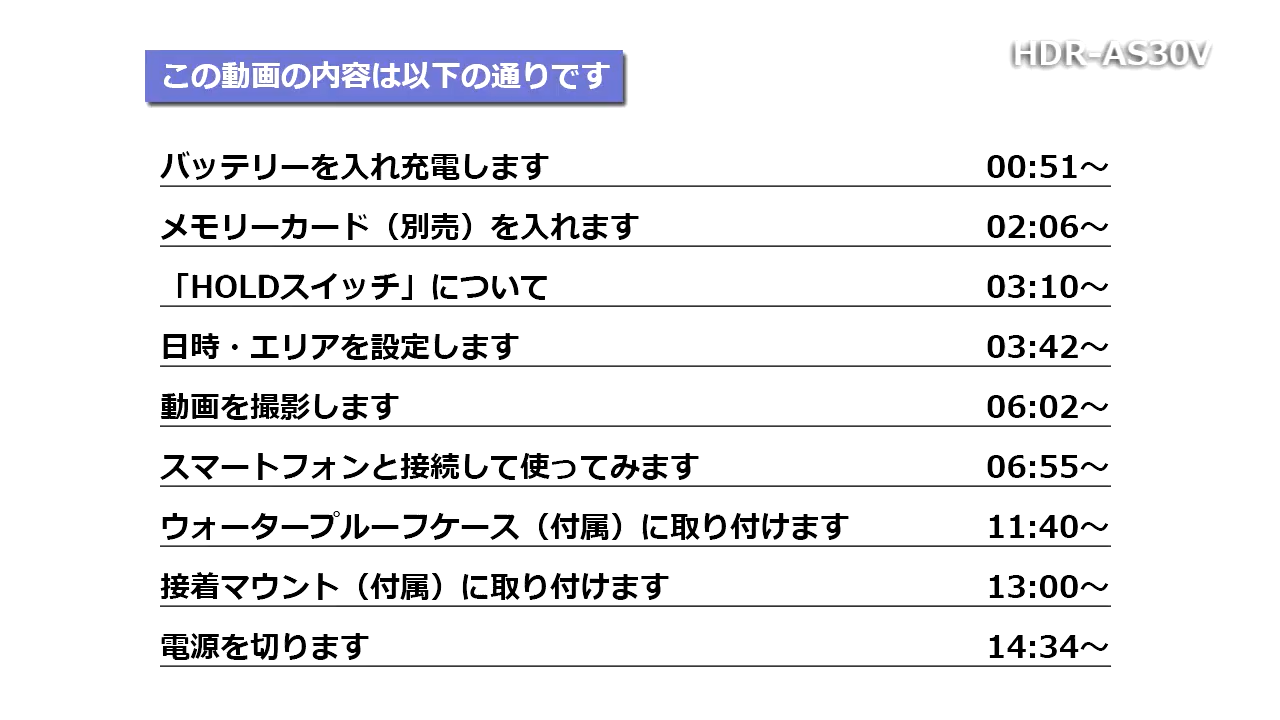 HDR-AS30V
この動画の内容は以下の通りです
バッテリーを入れ充電します 00:51～
メモリーカード（別売）を入れます 02:06～
「HOLDスイッチ」について 03:10～
日時・エリアを設定します 03:42～
動画を撮影します 06:02～
スマートフォンと接続して使ってみます 06:55～
ウォータープルーフケース（付属）に取り付けます 11:40～
接着マウント（付属）に取り付けます 13:00～
電源を切ります 14:34～